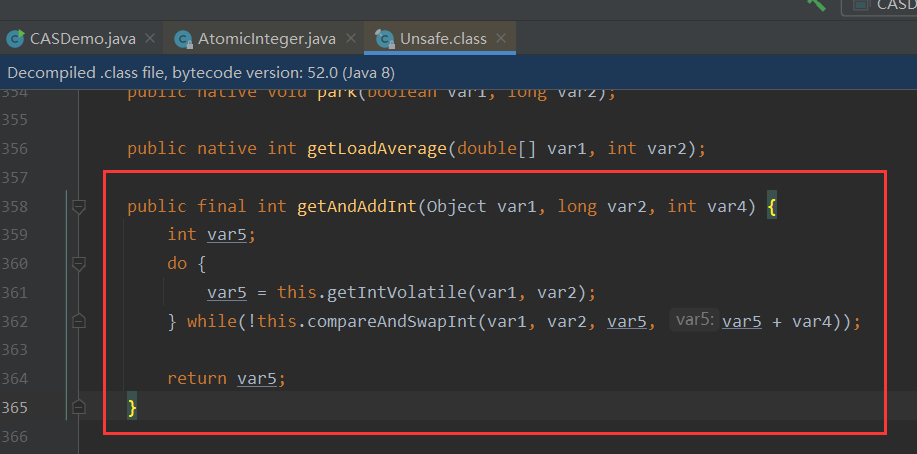 CASD
CASDemo.java × AtomicInteger.java × Unsafe.class ×
Decompiled .class file, bytecode version: 52.0 (Java 8)
354 public native void park(boolean var1, long var2);
355
356 public native int getLoadAverage(double[] var1, int var2);
357
358 public final int getAndAddInt(Object var1, long var2, int var4) {
359 int var5;
360 do {
361 var5 = this.getIntVolatile(var1, var2);
362 } while(!this.compareAndSwapInt(var1, var2, var5, var5: var5 + var4));
363
364 return var5;
365 }
366